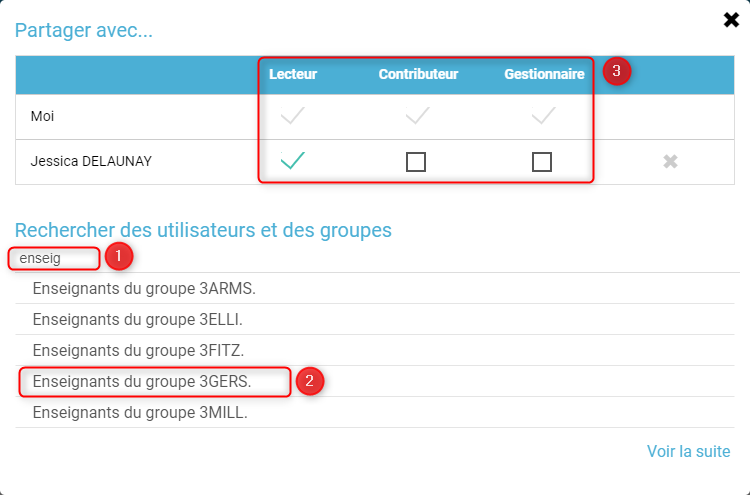 Partager avec...
Lecteur Contributeur Gestionnaire 3
Moi
Jessica DELAUNAY
Rechercher des utilisateurs et des groupes
enseig 1
Enseignants du groupe 3ARMS.
Enseignants du groupe 3ELLI.
Enseignants du groupe 3FITZ.
Enseignants du groupe 3GERS. 2
Enseignants du groupe 3MILL.
Voir la suite